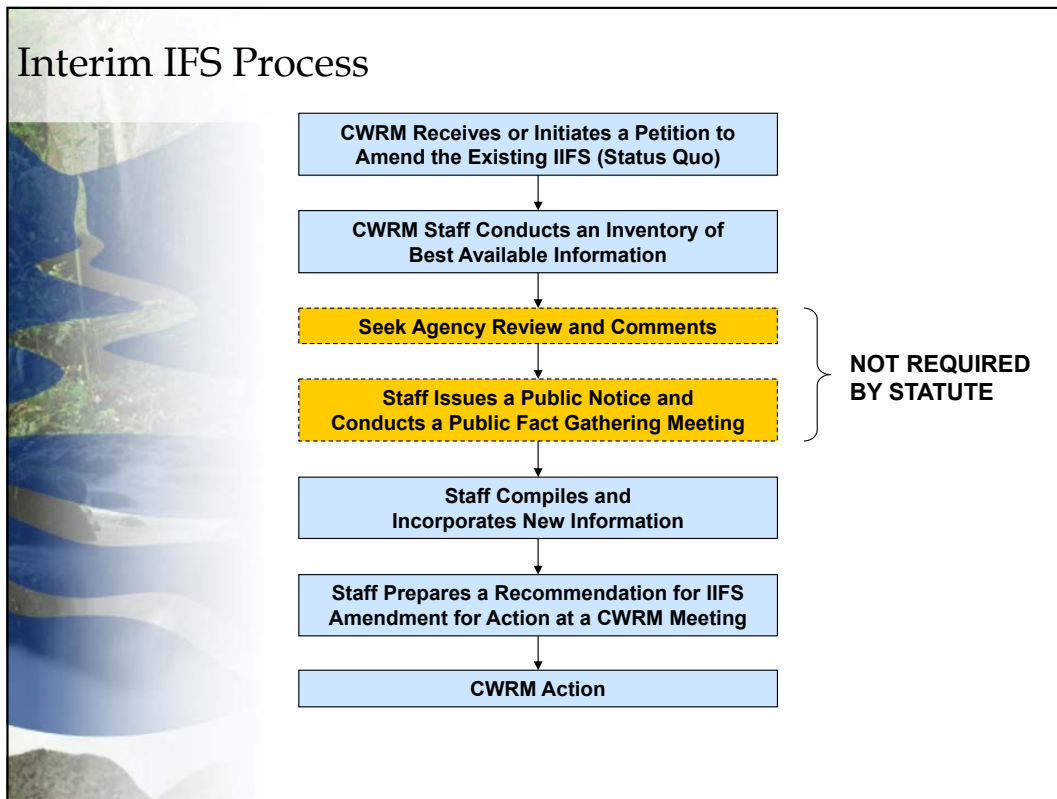 Interim IFS Process
CWRM Receives or Initiates a Petition to
Amend the Existing IIFS (Status Quo)
CWRM Staff Conducts an Inventory of
Best Available Information
Seek Agency Review and Comments
Staff Issues a Public Notice and
Conducts a Public Fact Gathering Meeting
NOT REQUIRED
BY STATUTE
Staff Compiles and
Incorporates New Information
Staff Prepares a Recommendation for IIFS
Amendment for Action at a CWRM Meeting
CWRM Action